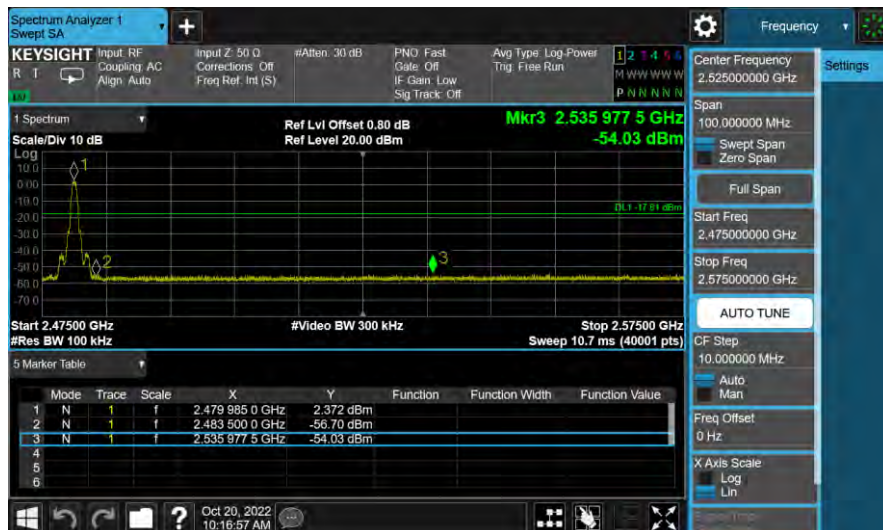 Spectrum Analyzer 1
Swept SA
+
Frequency
KEYSIGHT
R T
Input: RF
Coupling: AC
Align: Auto
Input Z: 50 Ω
Corrections: Off
Freq Ref: Int (S)
#Atten: 30 dB
PNO: Fast
Gate: Off
IF Gain: Low
Sig Track: Off
Avg Type: Log-Power
Trig: Free Run
1 2 3 4 5 6
M W W W W W
P N N N N N
1 Spectrum
Scale/Div 10 dB
Ref Lvl Offset 0.80 dB
Ref Level 20.00 dBm
Mkr3 2.535 977 5 GHz
-54.03 dBm
Log
10.0
0.00
-10.0
-20.0
-30.0
-40.0
-50.0
-60.0
-70.0
1
2
3
DL1 -17.81 dBm
Start 2.47500 GHz
#Res BW 100 kHz
#Video BW 300 kHz
Stop 2.57500 GHz
Sweep 10.7 ms (40001 pts)
5 Marker Table
Mode Trace Scale X Y Function Function Width Function Value
1 N 1 f 2.479 985 0 GHz 2.372 dBm
2 N 1 f 2.483 500 0 GHz -56.70 dBm
3 N 1 f 2.535 977 5 GHz -54.03 dBm
4
5
6
?
Oct 20, 2022
10:16:57 AM
Center Frequency
2.525000000 GHz
Settings
Span
100.000000 MHz
Swept Span
Zero Span
Full Span
Start Freq
2.475000000 GHz
Stop Freq
2.575000000 GHz
AUTO TUNE
CF Step
10.000000 MHz
Auto
Man
Freq Offset
0 Hz
X Axis Scale
Log
Lin